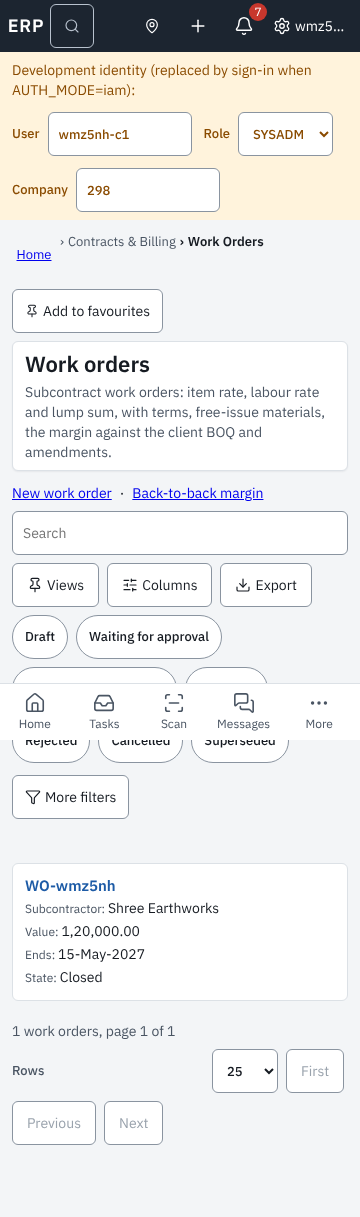 ERP
7
wmz5...
Development identity (replaced by sign-in when
AUTH_MODE=iam):
User wmz5nh-c1 Role SYSADM
Company 298
Home › Contracts & Billing › Work Orders
Add to favourites
Work orders
Subcontract work orders: item rate, labour rate
and lump sum, with terms, free-issue materials,
the margin against the client BOQ and
amendments.
New work order · Back-to-back margin
Search
Views Columns Export
Draft Waiting for approval
Home Tasks Scan Messages More
Rejected Cancelled Superseded
More filters
WO-wmz5nh
Subcontractor: Shree Earthworks
Value: 1,20,000.00
Ends: 15-May-2027
State: Closed
1 work orders, page 1 of 1
Rows 25 First
Previous Next